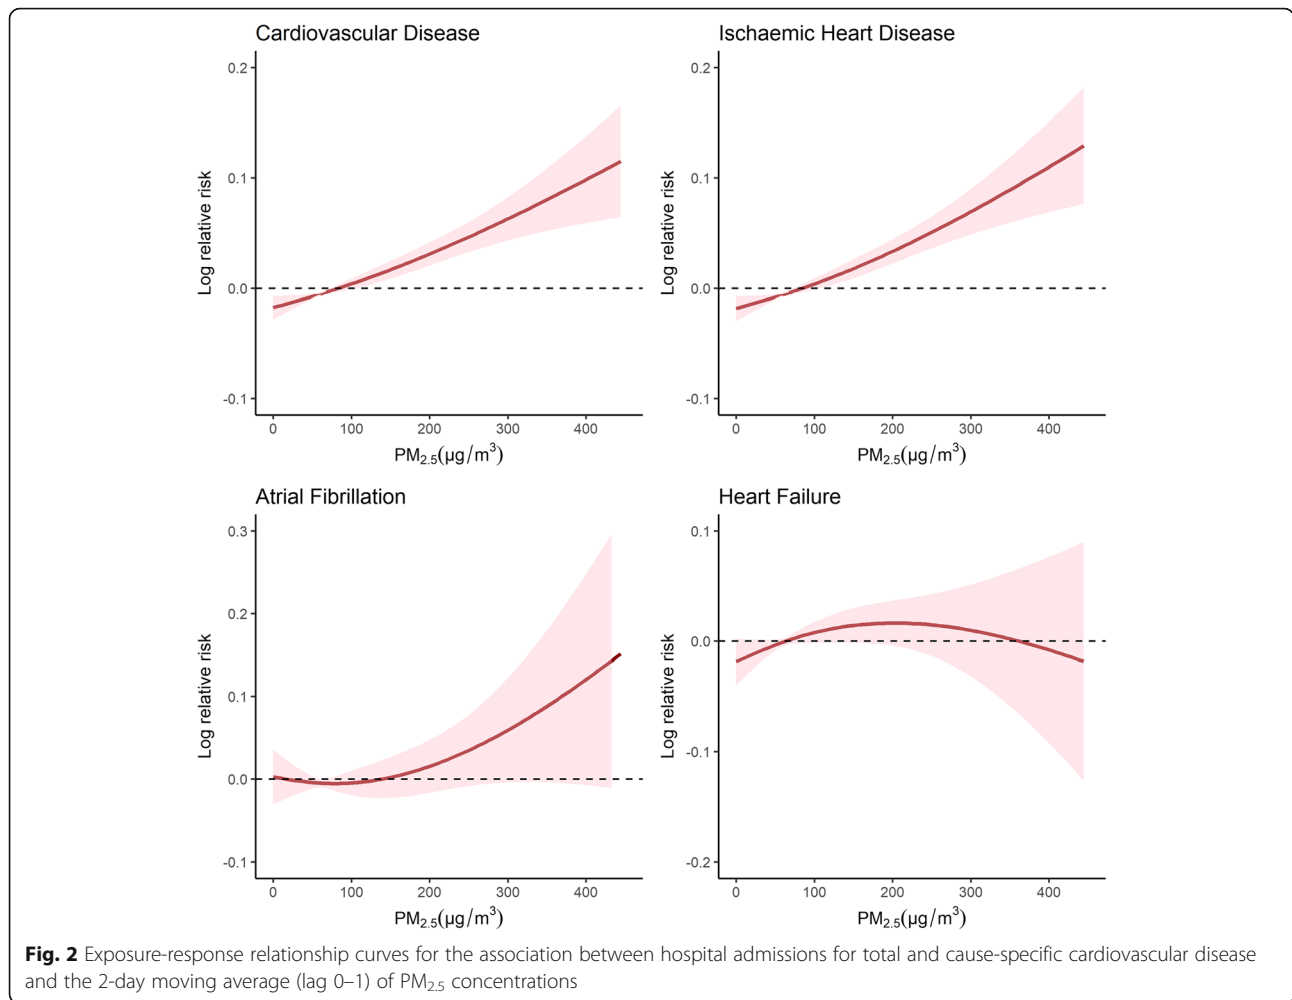 Cardiovascular Disease
0.2
0.1
0.0
-0.1
Log relative risk
0 100 200 300 400
PM2.5(µg/m³)
Ischaemic Heart Disease
0.2
0.1
0.0
-0.1
Log relative risk
0 100 200 300 400
PM2.5(µg/m³)
Atrial Fibrillation
0.3
0.2
0.1
0.0
-0.1
Log relative risk
0 100 200 300 400
PM2.5(µg/m³)
Heart Failure
0.1
0.0
-0.1
-0.2
Log relative risk
0 100 200 300 400
PM2.5(µg/m³)
Fig. 2 Exposure-response relationship curves for the association between hospital admissions for total and cause-specific cardiovascular disease
and the 2-day moving average (lag 0–1) of PM2.5 concentrations